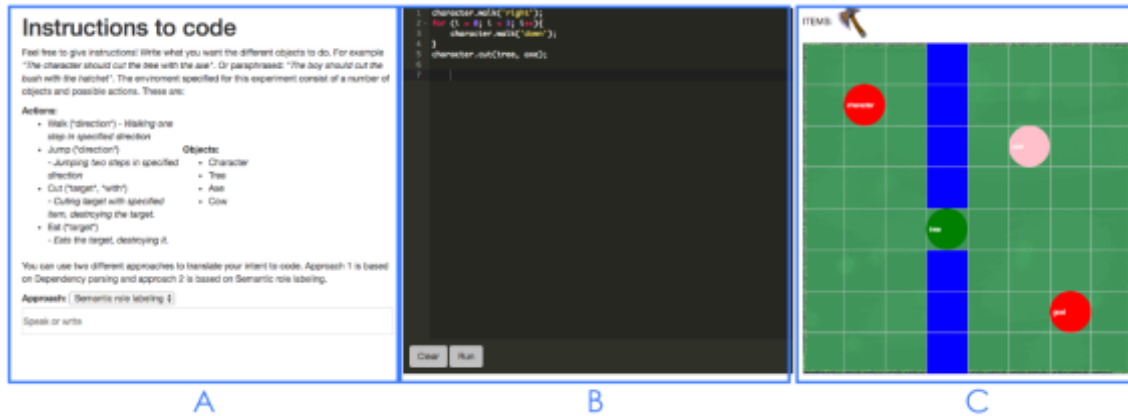 Instructions to code
Feel free to give instructions! Write what you want the different objects to do. For example
"The character should cut the tree with the axe". Or paraphrased: "The boy should cut the
bush with the hatchet". The enviroment specified for this experiment consist of a number of
objects and possible actions. These are:
Actions:
• Walk ("direction") - Walking one
step in specified direction
• Jump ("direction")
- Jumping two steps in specified
direction
• Cut ("target", "with")
- Cuting target with specified
item, destroying the target.
• Eat ("target")
- Eats the target, destroying it.
Objects:
• Character
• Tree
• Axe
• Cow
You can use two different approaches to translate your intent to code. Approach 1 is based
on Dependency parsing and approach 2 is based on Semantic role labeling.
Approach: Semantic role labeling
Speak or write
1 character.walk("right");
2 for (i = 0; i < 3; i++){
3 character.walk("down");
4 }
5 character.cut(tree, axe);
6
7
Clear Run
ITEMS:
character
cow
tree
goal
A B C